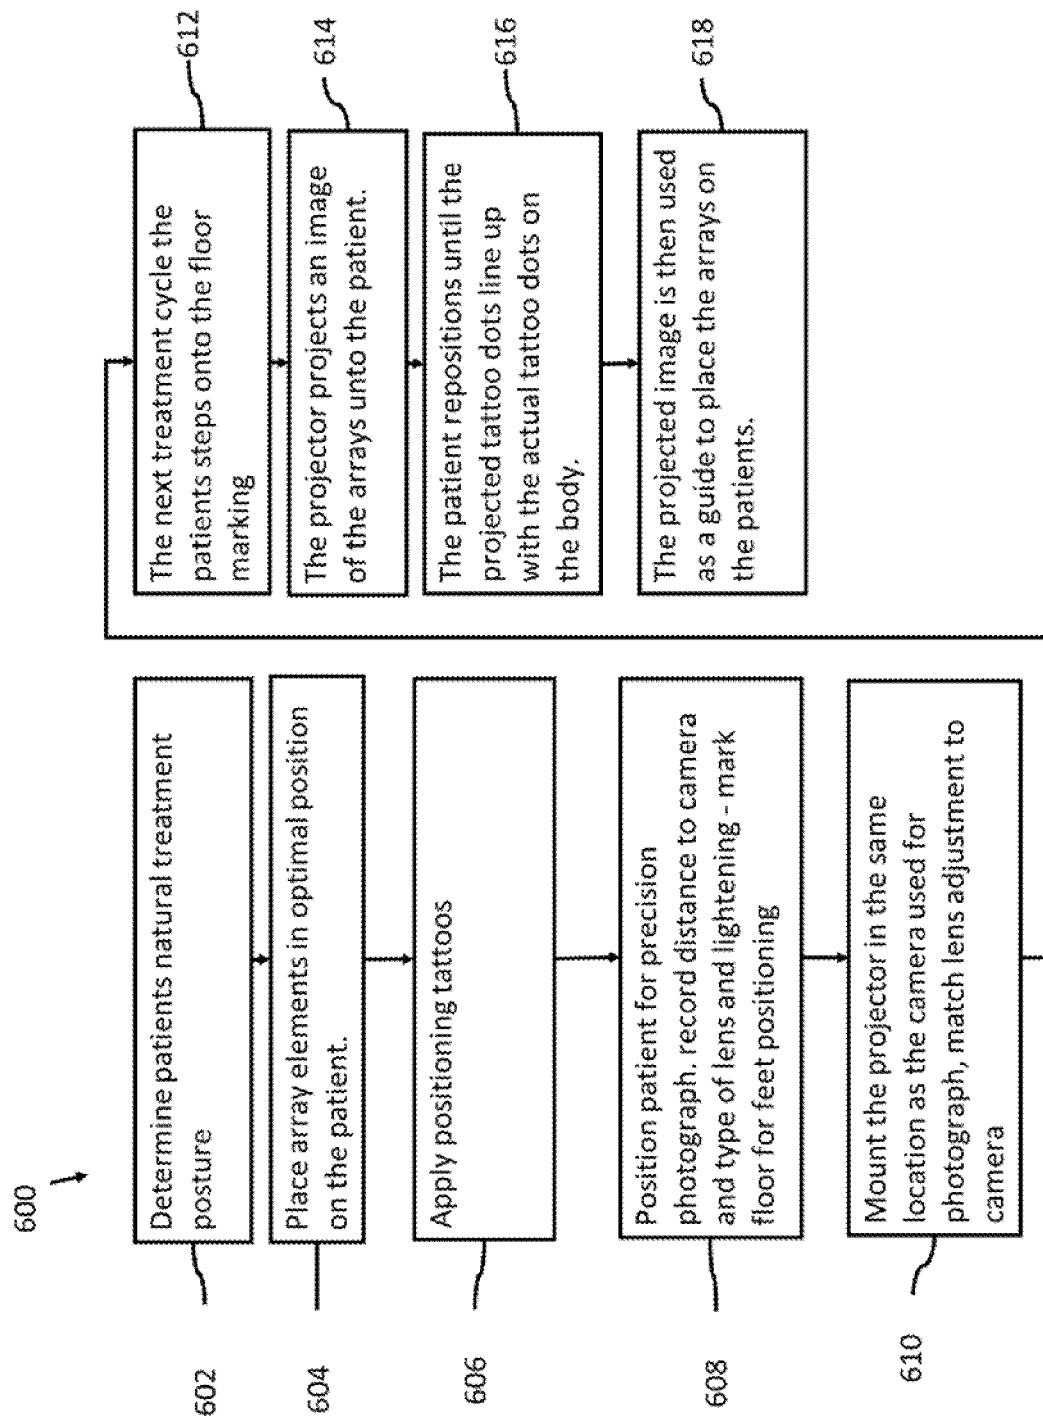 600
602
Determine patients natural treatment
posture
604
Place array elements in optimal position
on the patient.
606
Apply positioning tattoos
608
Position patient for precision
photograph. record distance to camera
and type of lens and lightening - mark
floor for feet positioning
610
Mount the projector in the same
location as the camera used for
photograph, match lens adjustment to
camera
612
The next treatment cycle the
patients steps onto the floor
marking
614
The projector projects an image
of the arrays unto the patient.
616
The patient repositions until the
projected tattoo dots line up
with the actual tattoo dots on
the body.
618
The projected image is then used
as a guide to place the arrays on
the patients.